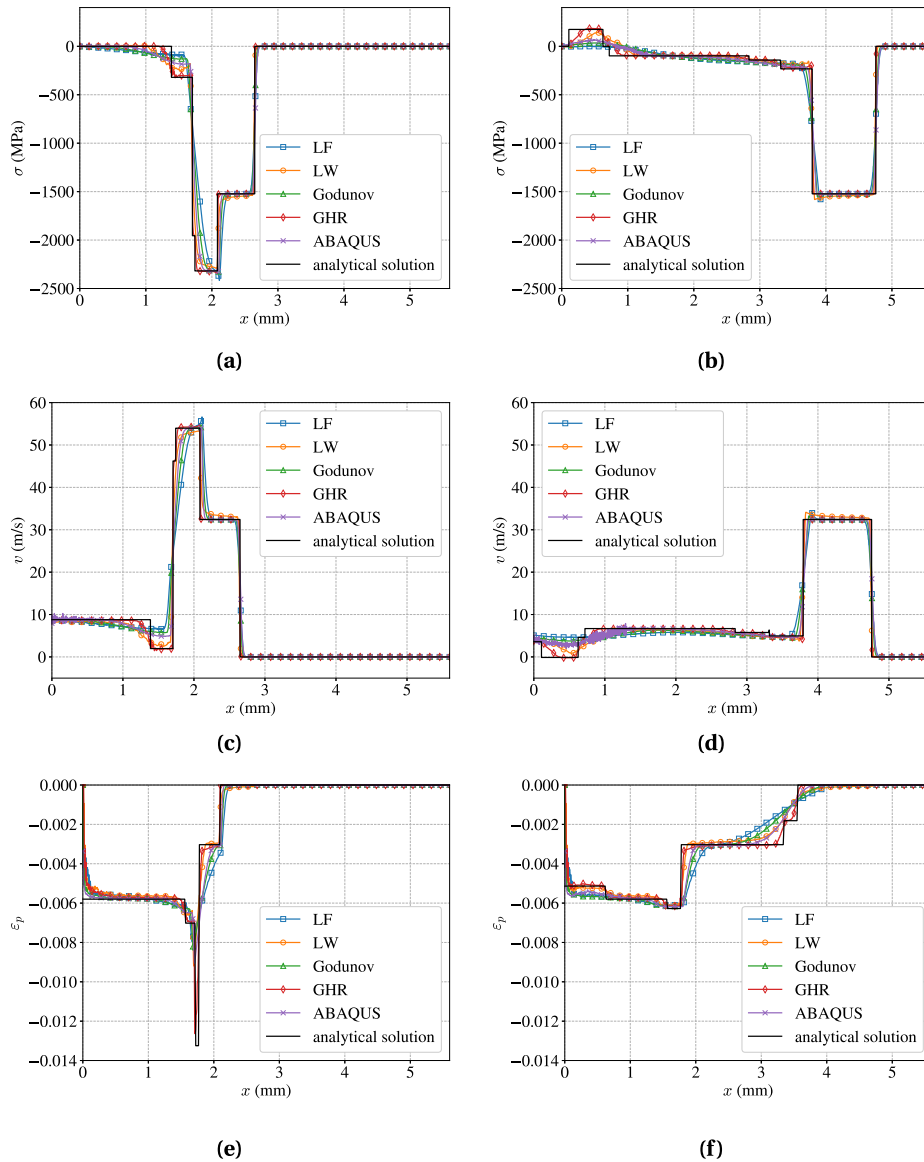 0
−500
−1000
−1500
−2000
−2500
σ (MPa)
0 1 2 3 4 5
x (mm)
LF
LW
Godunov
GHR
ABAQUS
analytical solution
(a)
0
−500
−1000
−1500
−2000
−2500
σ (MPa)
0 1 2 3 4 5
x (mm)
LF
LW
Godunov
GHR
ABAQUS
analytical solution
(b)
60
50
40
30
20
10
0
v (m/s)
0 1 2 3 4 5
x (mm)
LF
LW
Godunov
GHR
ABAQUS
analytical solution
(c)
60
50
40
30
20
10
0
v (m/s)
0 1 2 3 4 5
x (mm)
LF
LW
Godunov
GHR
ABAQUS
analytical solution
(d)
0.000
−0.002
−0.004
−0.006
−0.008
−0.010
−0.012
−0.014
εp
0 1 2 3 4 5
x (mm)
LF
LW
Godunov
GHR
ABAQUS
analytical solution
(e)
0.000
−0.002
−0.004
−0.006
−0.008
−0.010
−0.012
−0.014
εp
0 1 2 3 4 5
x (mm)
LF
LW
Godunov
GHR
ABAQUS
analytical solution
(f)